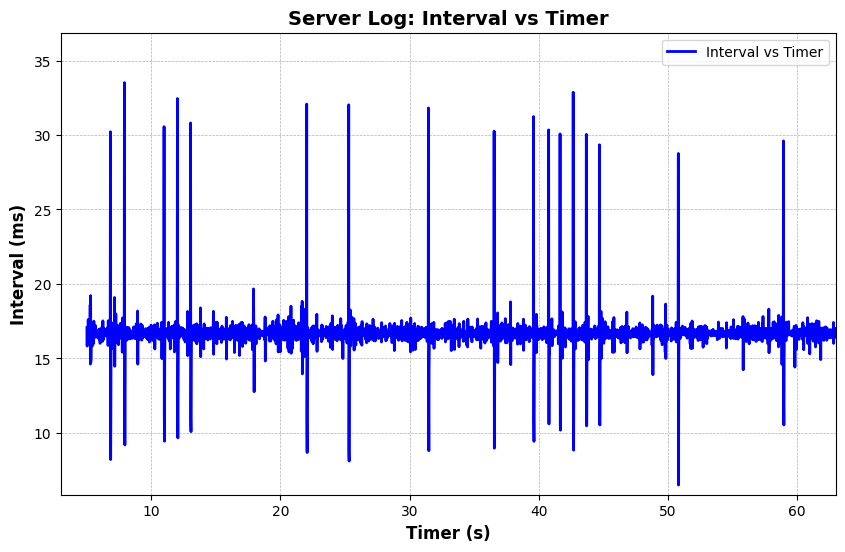 Server Log: Interval vs Timer
Interval vs Timer
35
30
25
20
15
10
Interval (ms)
10 20 30 40 50 60
Timer (s)